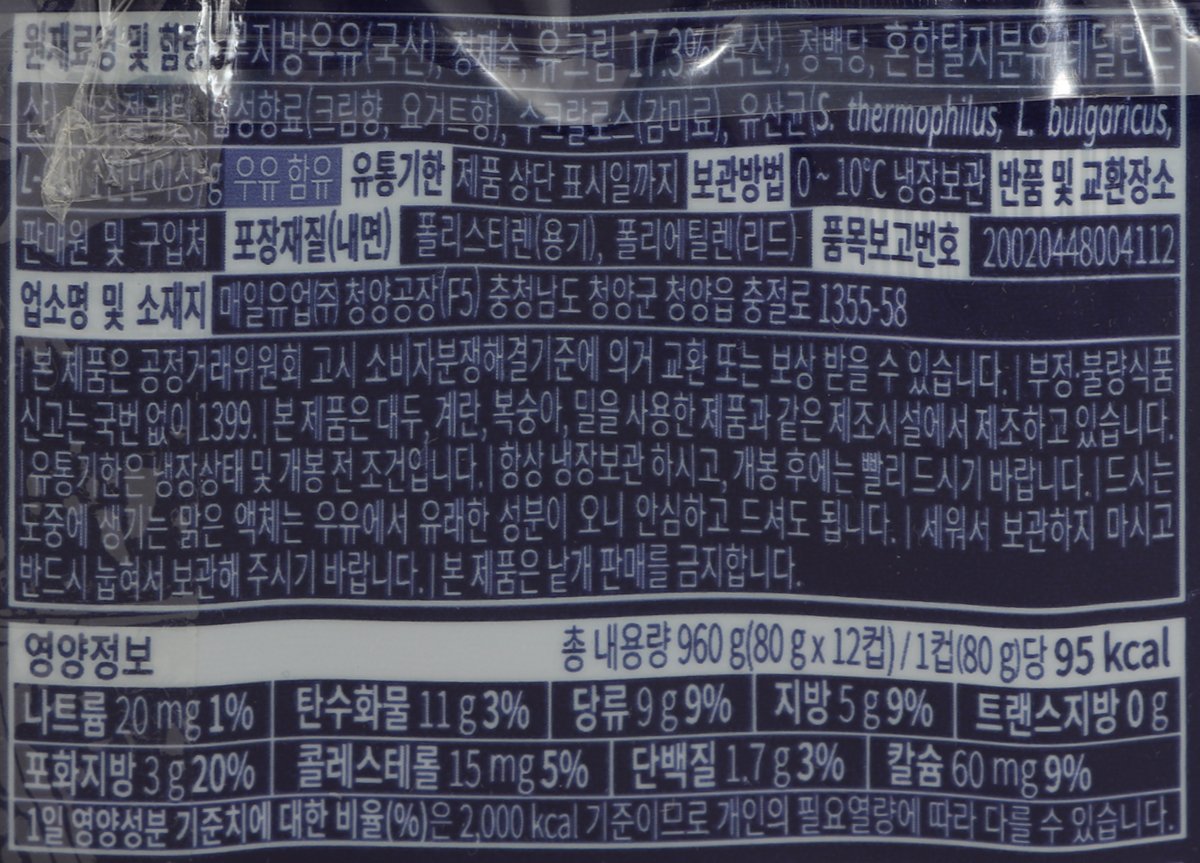 원재료명 및 함량 지방우유(국산), 정제수, 유크림 17.3%(국산), 정백당, 혼합탈지분유(네덜란드
산), 합성향료(크림향, 요거트향), 수크랄로스(감미료), 유산균(S. thermophilus, L. bulgaricus,
우유 함유 유통기한 제품 상단 표시일까지 보관방법 0 ~ 10℃ 냉장보관 반품 및 교환장소
판매원 및 구입처 포장재질(내면) 폴리스티렌(용기), 폴리에틸렌(리드) 품목보고번호 20020448004112
업소명 및 소재지 매일유업(주) 청양공장(F5) 충청남도 청양군 청양읍 충절로 1355-58
| 본 제품은 공정거래위원회 고시 소비자분쟁해결기준에 의거 교환 또는 보상 받을 수 있습니다. | 부정·불량식품
신고는 국번 없이 1399. | 본 제품은 대두, 계란, 복숭아, 밀을 사용한 제품과 같은 제조시설에서 제조하고 있습니다.
유통기한은 냉장상태 및 개봉 전 조건입니다. | 항상 냉장보관 하시고, 개봉 후에는 빨리 드시기 바랍니다. | 드시는
도중에 생기는 맑은 액체는 우유에서 유래한 성분이 오니 안심하고 드셔도 됩니다. | 세워서 보관하지 마시고
반드시 눕혀서 보관해 주시기 바랍니다. | 본 제품은 낱개 판매를 금지합니다.
영양정보 총 내용량 960 g(80 g x 12컵) / 1컵(80 g)당 95 kcal
나트륨 20 mg 1% 탄수화물 11 g 3% 당류 9 g 9% 지방 5 g 9% 트랜스지방 0 g
포화지방 3 g 20% 콜레스테롤 15 mg 5% 단백질 1.7 g 3% 칼슘 60 mg 9%
1일 영양성분 기준치에 대한 비율(%)은 2,000 kcal 기준이므로 개인의 필요열량에 따라 다를 수 있습니다.